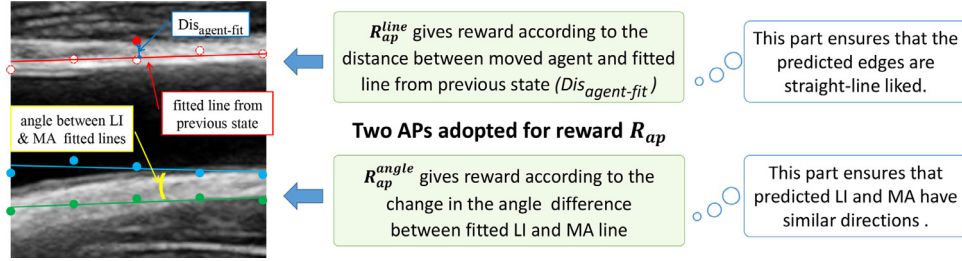 Dis_agent-fit
fitted line from
previous state
angle between LI
& MA fitted lines
R_ap^line gives reward according to the
distance between moved agent and fitted
line from previous state (Dis_agent-fit )
This part ensures that the
predicted edges are
straight-line liked.
Two APs adopted for reward R_ap
R_ap^angle gives reward according to the
change in the angle difference
between fitted LI and MA line
This part ensures that
predicted LI and MA have
similar directions .